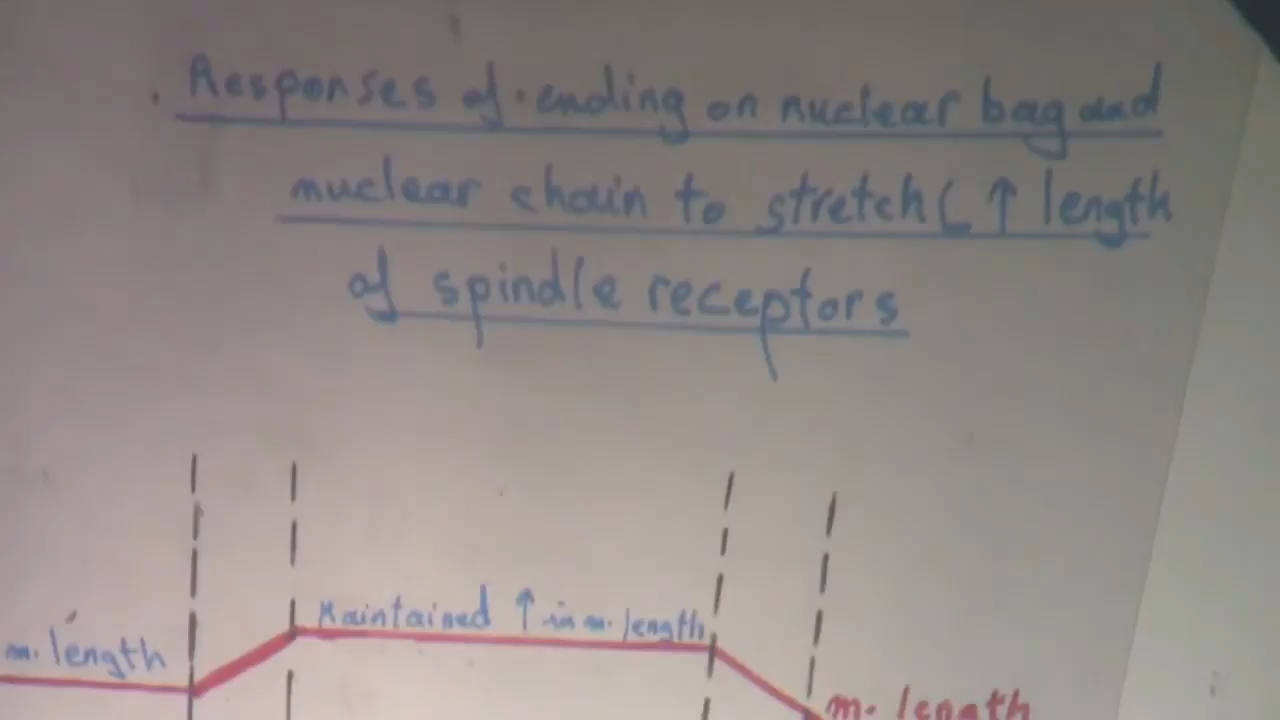 Responses of ending on nuclear bag and
nuclear chain to stretch ( ↑ length
of spindle receptors
Maintained ↑ in m. length
m. length
m. length